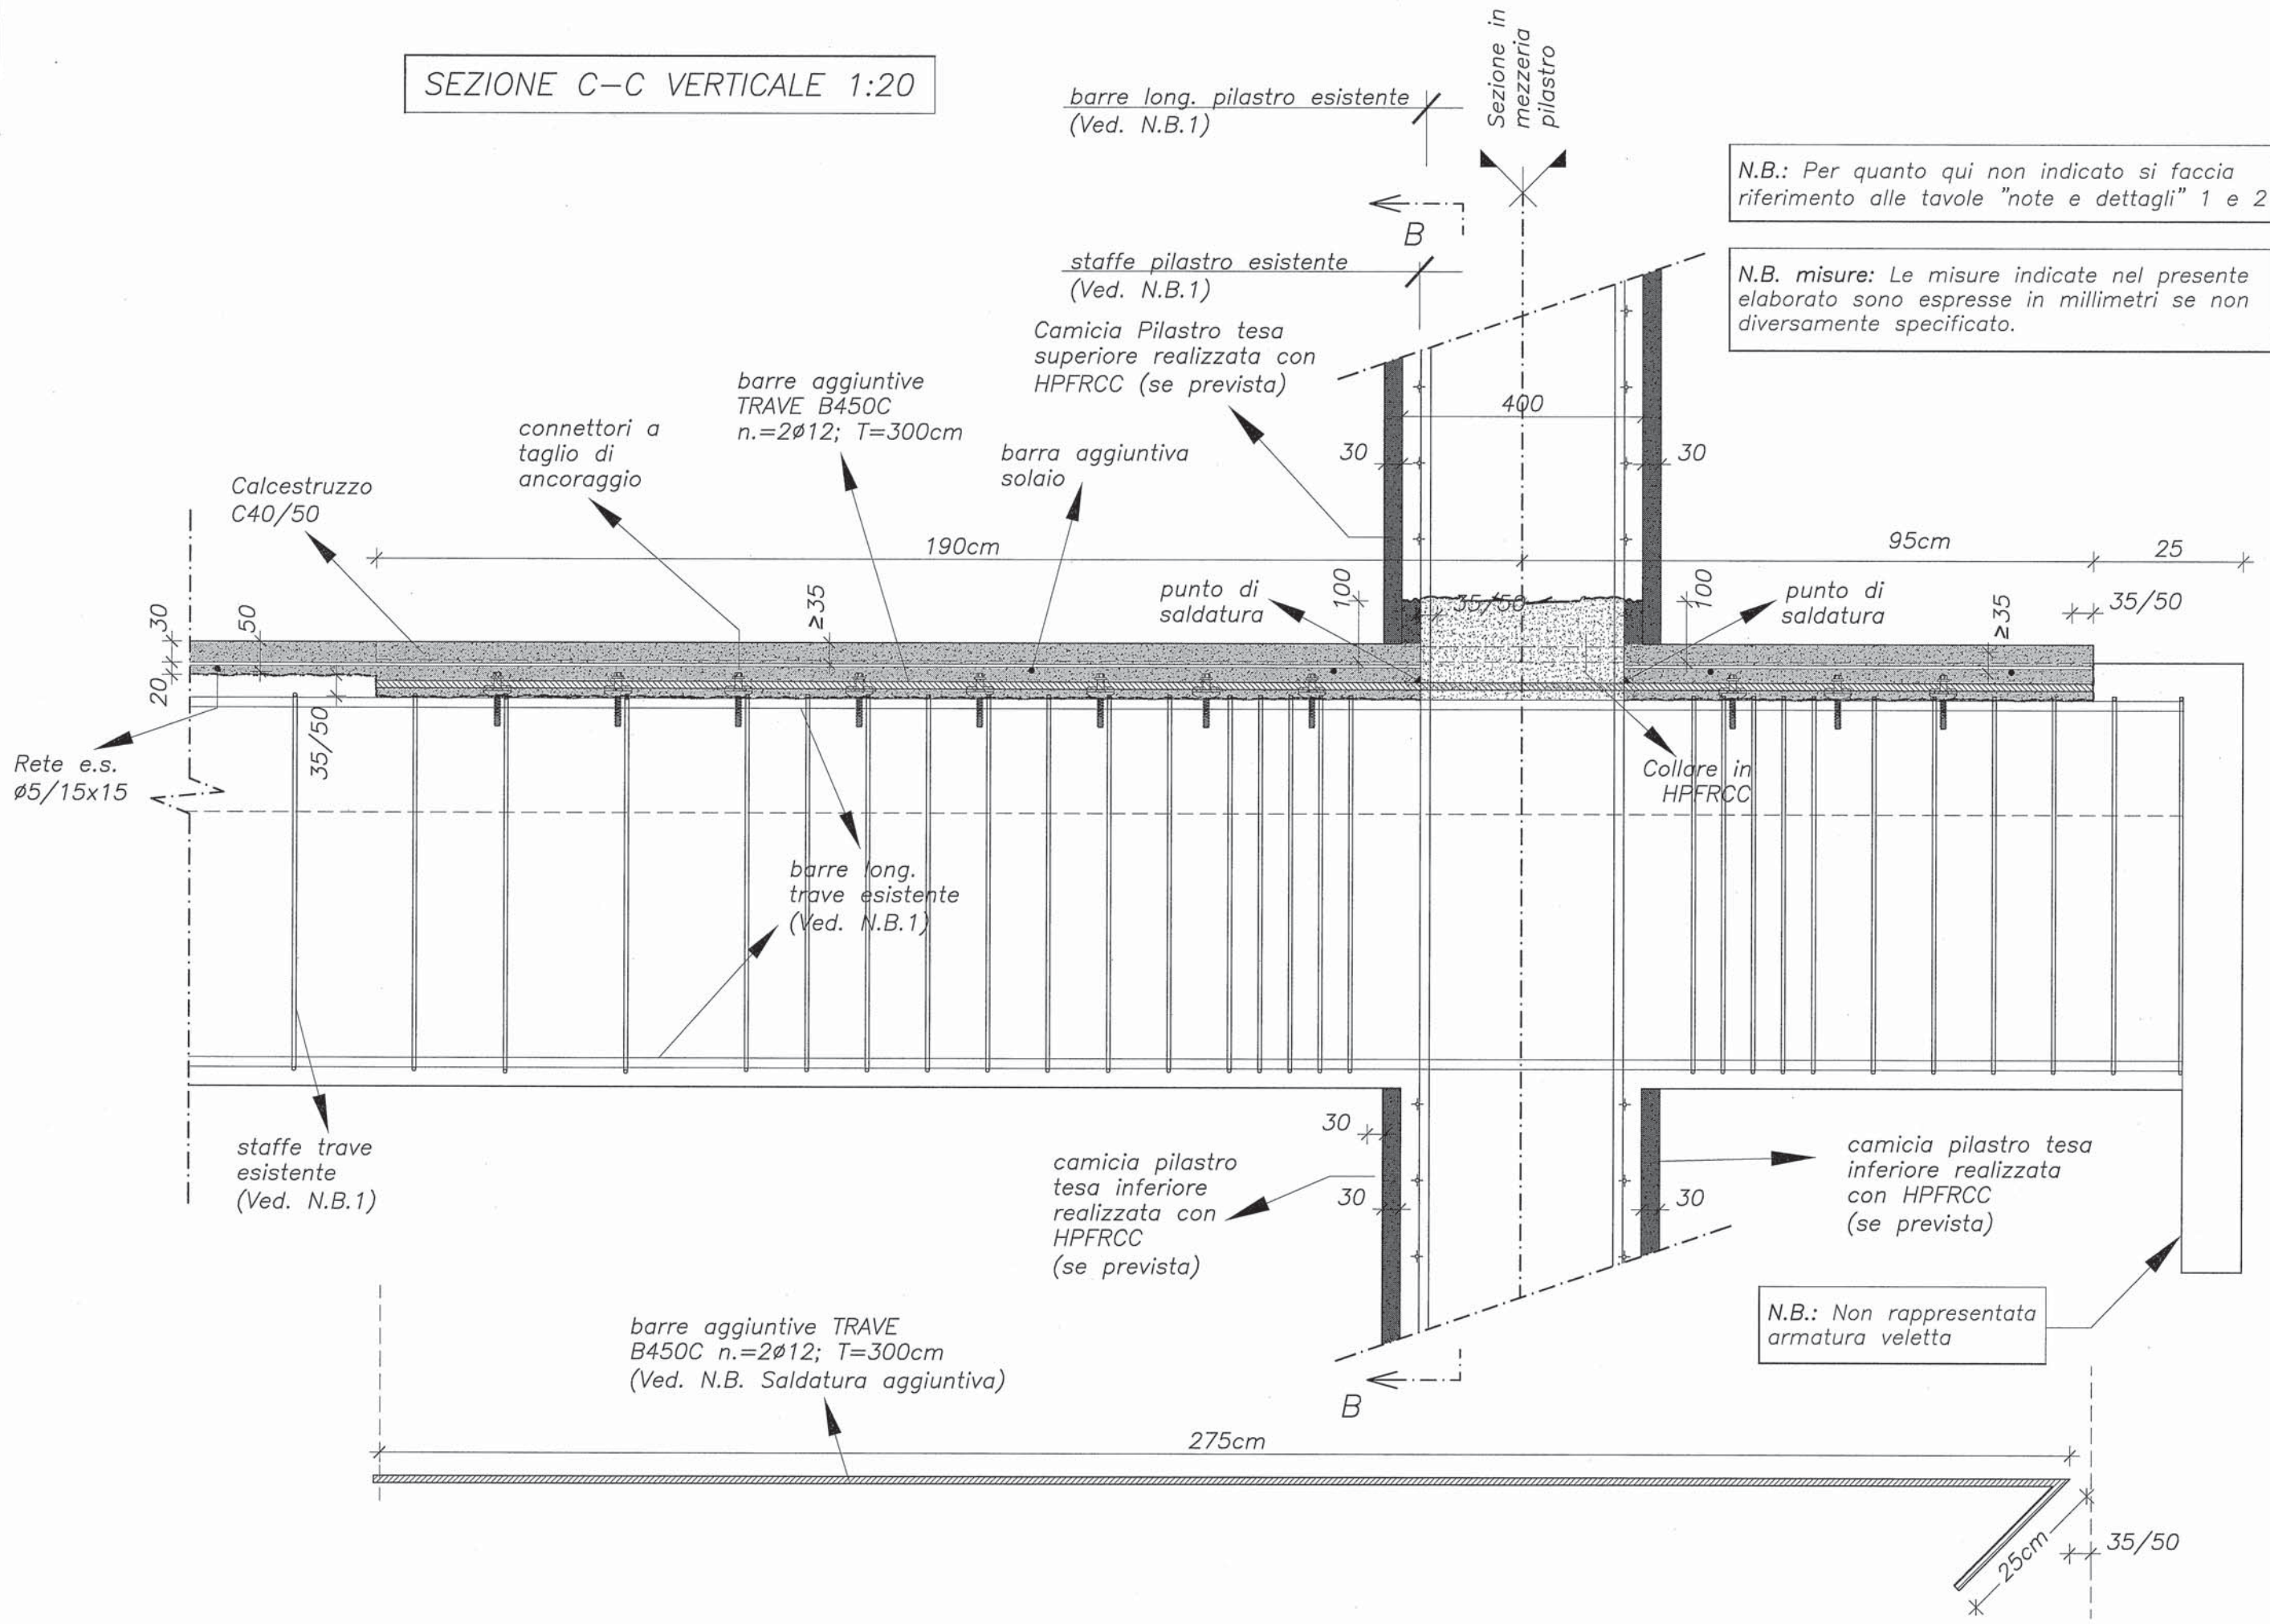 SEZIONE C-C VERTICALE 1:20
barre long. pilastro esistente
(Ved. N.B.1)
Sezione in
mezzeria
pilastro
N.B.: Per quanto qui non indicato si faccia
riferimento alle tavole "note e dettagli" 1 e 2
B
staffe pilastro esistente
(Ved. N.B.1)
N.B. misure: Le misure indicate nel presente
elaborato sono espresse in millimetri se non
diversamente specificato.
Camicia Pilastro tesa
superiore realizzata con
HPFRCC (se prevista)
barre aggiuntive
TRAVE B450C
n.=2ø12; T=300cm
connettori a
taglio di
ancoraggio
barra aggiuntiva
solaio
Calcestruzzo
C40/50
400
30
30
190cm
95cm
25
punto di
saldatura
100
35/50
100
punto di
saldatura
35/50
≥35
≥35
30
50
20
35/50
Rete e.s.
ø5/15x15
Collare in
HPFRCC
barre long.
trave esistente
(Ved. N.B.1)
staffe trave
esistente
(Ved. N.B.1)
30
30
30
camicia pilastro
tesa inferiore
realizzata con
HPFRCC
(se prevista)
camicia pilastro tesa
inferiore realizzata
con HPFRCC
(se prevista)
N.B.: Non rappresentata
armatura veletta
barre aggiuntive TRAVE
B450C n.=2ø12; T=300cm
(Ved. N.B. Saldatura aggiuntiva)
B
275cm
25cm
35/50